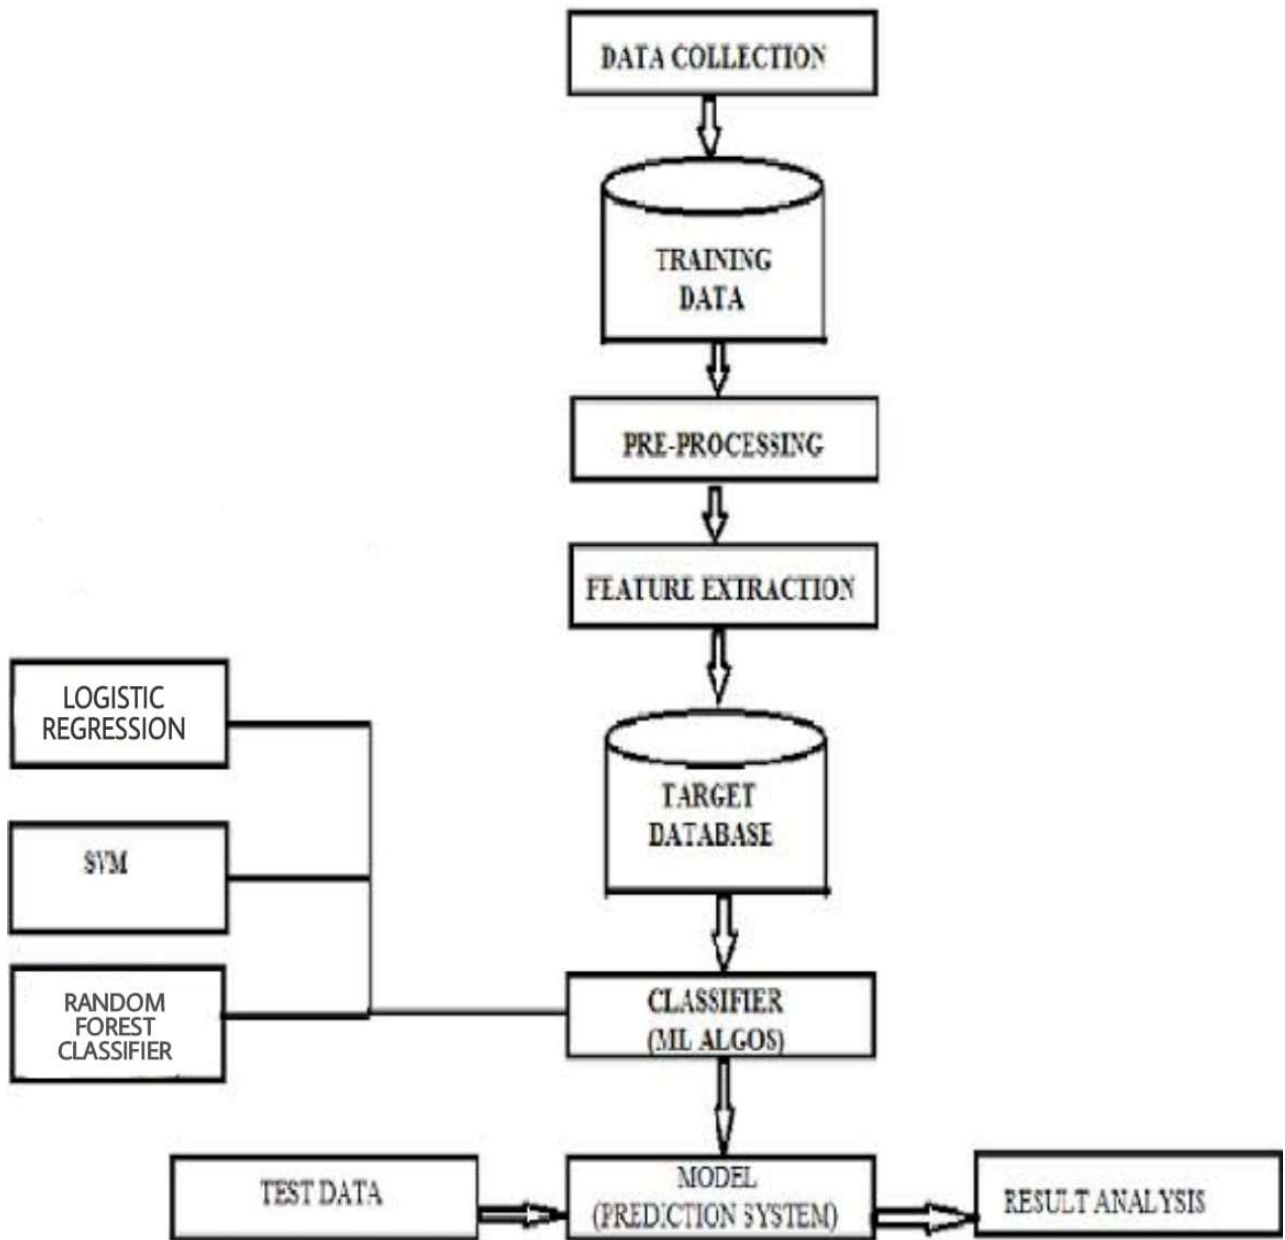 DATA COLLECTION
TRAINING
DATA
PRE-PROCESSING
FEATURE EXTRACTION
LOGISTIC
REGRESSION
TARGET
DATABASE
SVM
RANDOM
FOREST
CLASSIFIER
CLASSIFIER
(ML ALGOS)
TEST DATA
MODEL
(PREDICTION SYSTEM)
RESULT ANALYSIS